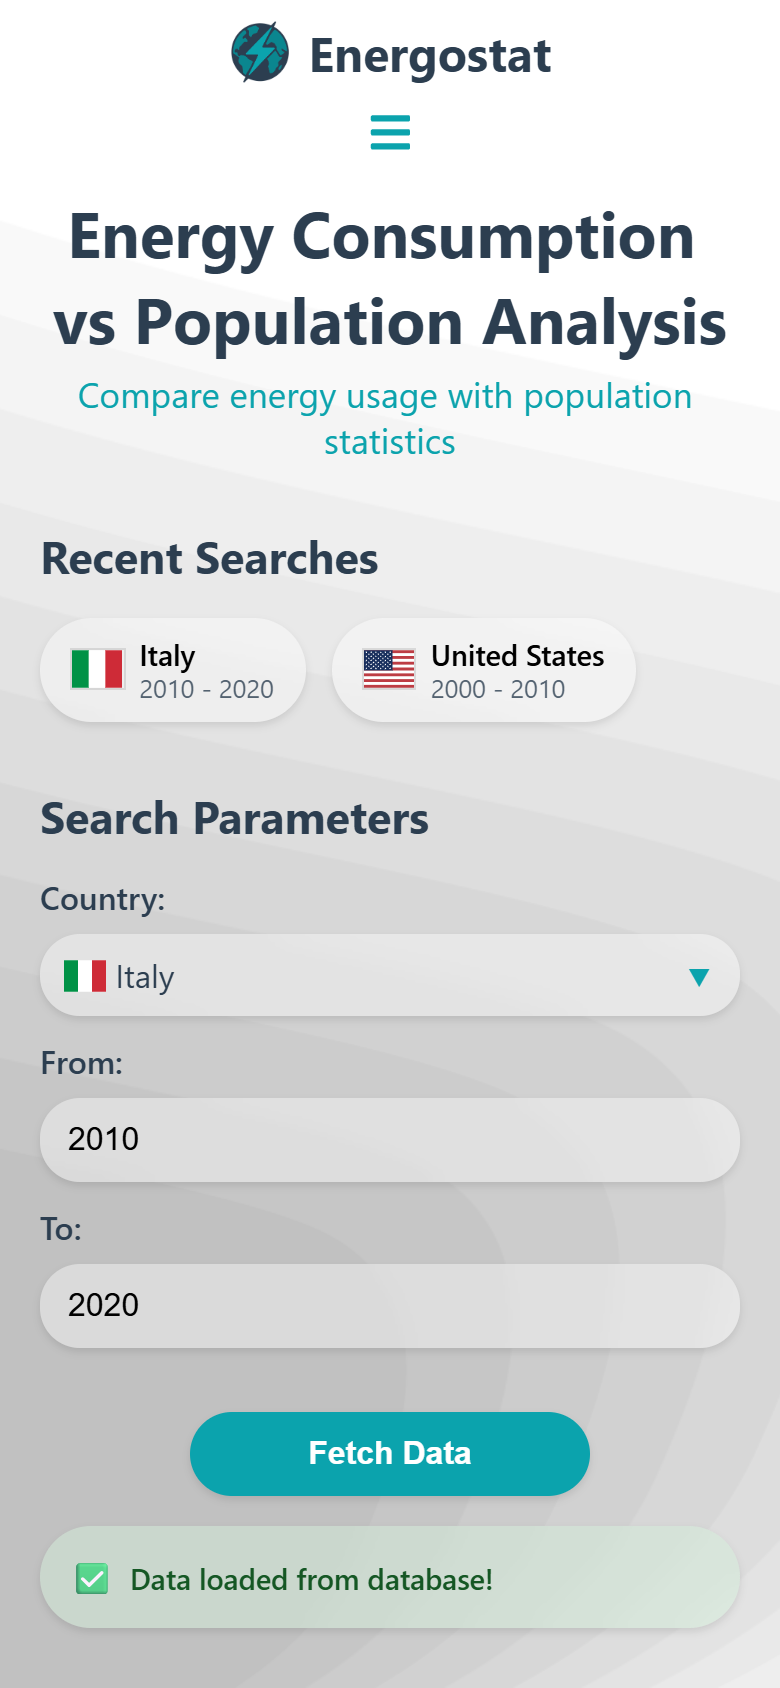 Energostat
Energy Consumption
vs Population Analysis
Compare energy usage with population
statistics
Recent Searches
Italy
2010 - 2020
United States
2000 - 2010
Search Parameters
Country:
Italy
From:
2010
To:
2020
Fetch Data
Data loaded from database!